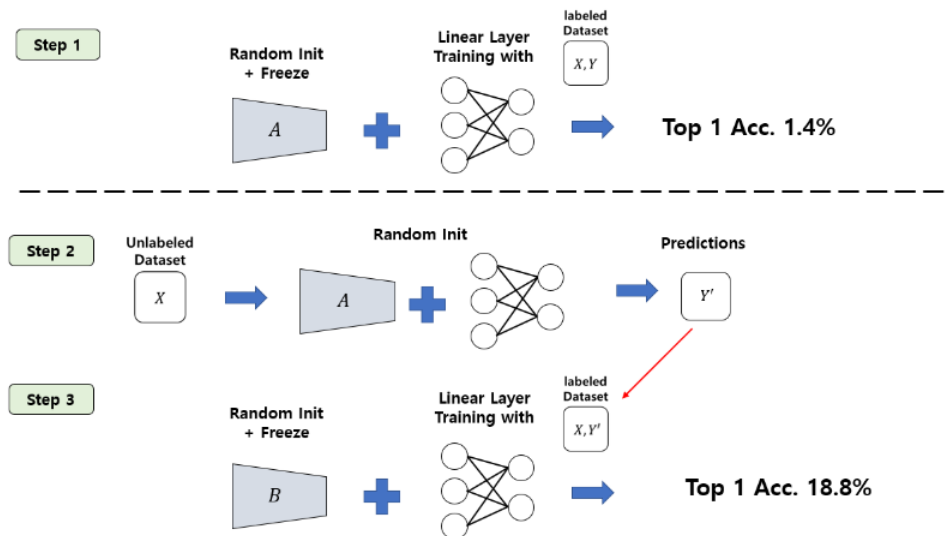 Step 1
Random Init
+ Freeze
A
Linear Layer
Training with
labeled
Dataset
X,Y
Top 1 Acc. 1.4%
Step 2
Unlabeled
Dataset
X
Random Init
A
Predictions
Y′
Step 3
Random Init
+ Freeze
B
Linear Layer
Training with
labeled
Dataset
X,Y′
Top 1 Acc. 18.8%